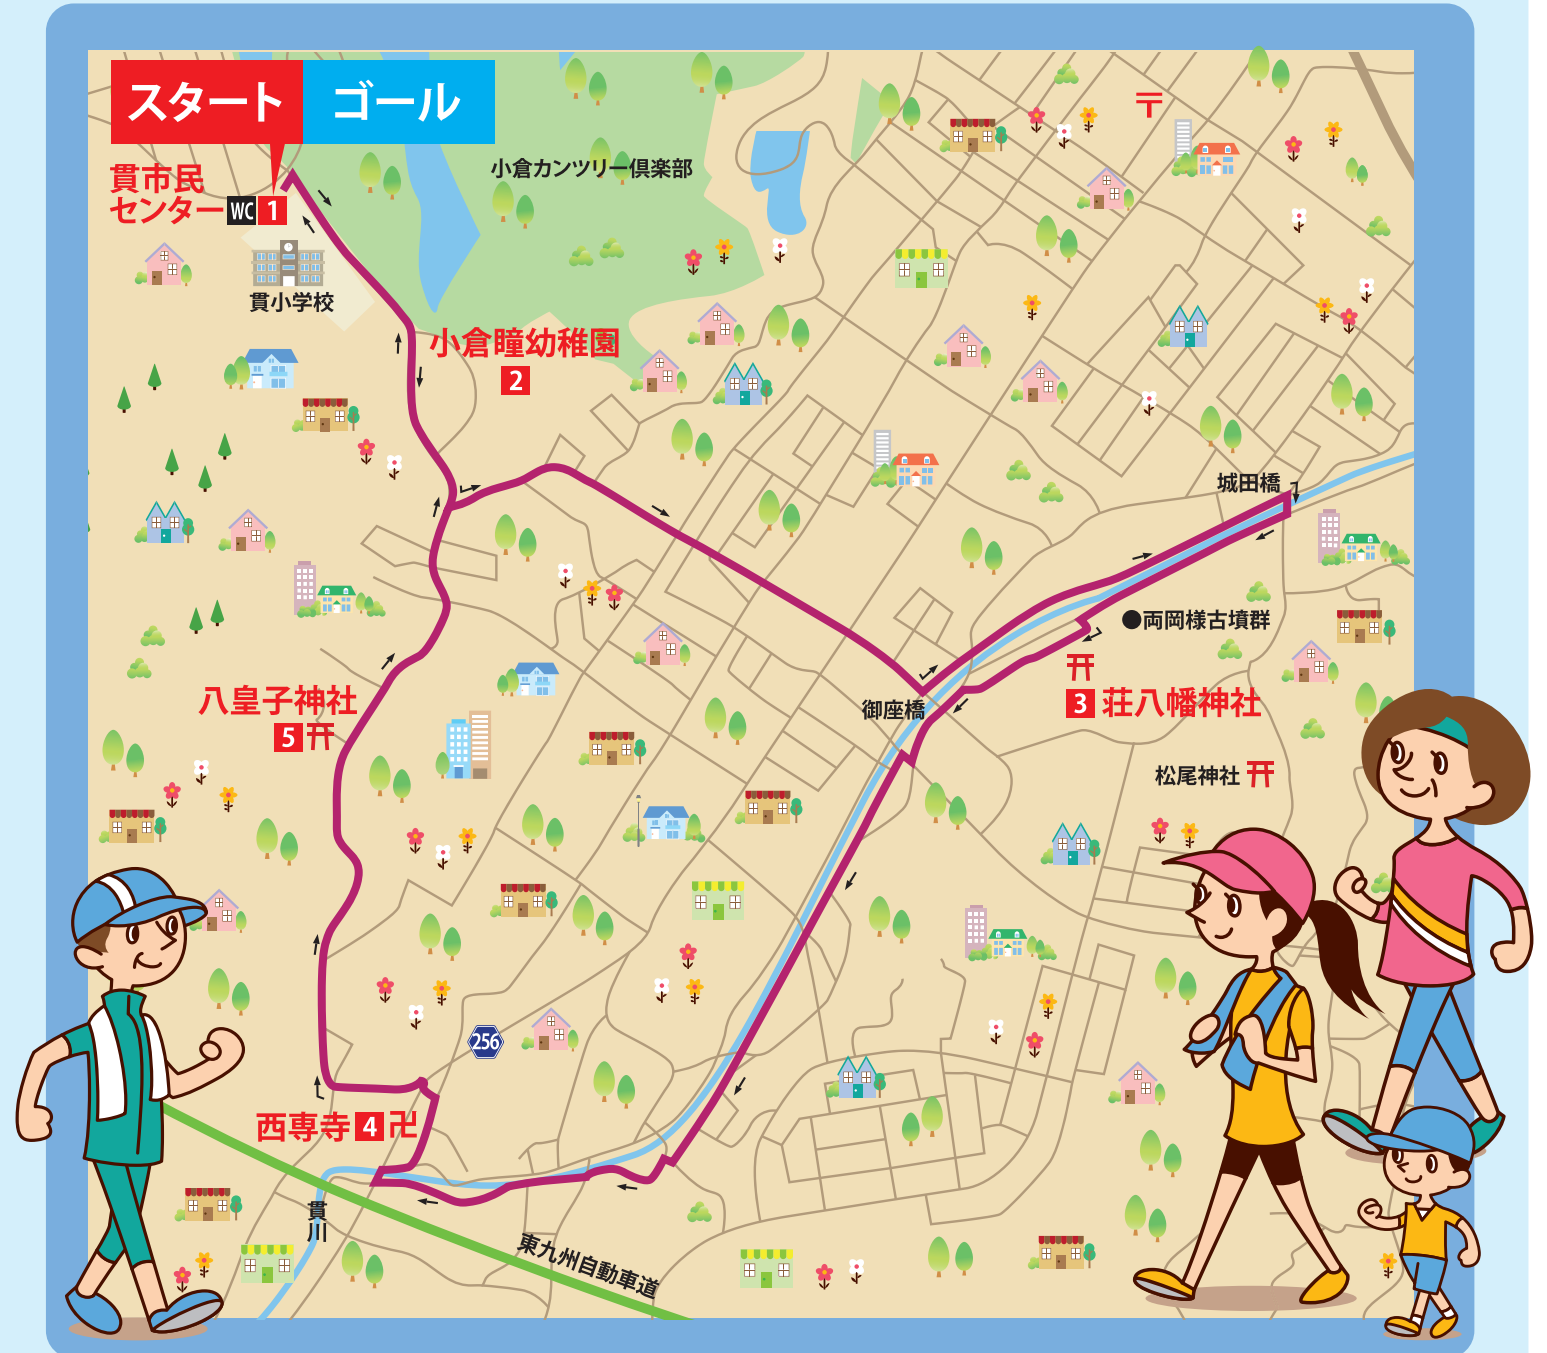 スタート
ゴール
貫市民
センター WC 1
小倉カンツリー倶楽部
貫小学校
小倉瞳幼稚園
2
城田橋
●両岡様古墳群
3 荘八幡神社
御座橋
松尾神社
八皇子神社
5
256
西専寺 4 卍
貫川
東九州自動車道